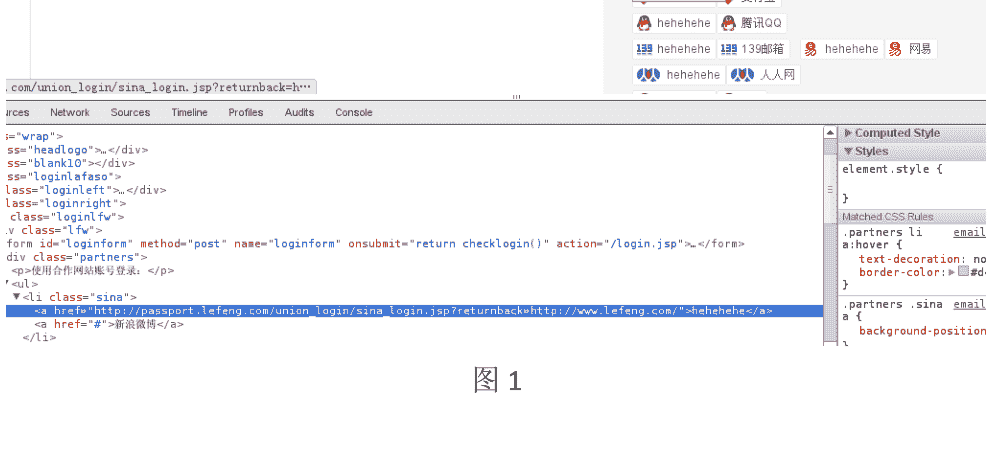 hehehehe 腾讯QQ
139 hehehehe 139 139邮箱 hehehehe 网易
hehehehe 人人网
.com/union_login/sina_login.jsp?returnback=h…
urces Network Sources Timeline Profiles Audits Console
s="wrap">
ss="headlogo">…</div>
ss="blank10"></div>
ss="loginlafaso">
lass="loginleft">…</div>
lass="loginright">
class="loginlfw">
iv class="lfw">
form id="loginform" method="post" name="loginform" onsubmit="return checklogin()" action="/login.jsp">…</form>
div class="partners">
<p>使用合作网站账号登录：</p>
▼<ul>
▼<li class="sina">
<a href="http://passport.lefeng.com/union_login/sina_login.jsp?returnback=http://www.lefeng.com/">hehehehe</a>
<a href="#">新浪微博</a>
</li>
▶ Computed Style
▼ Styles
element.style {
}
Matched CSS Rules
.partners li email
a:hover {
text-decoration: no
border-color:▶ #d
}
.partners .sina email
a {
background-position
图 1